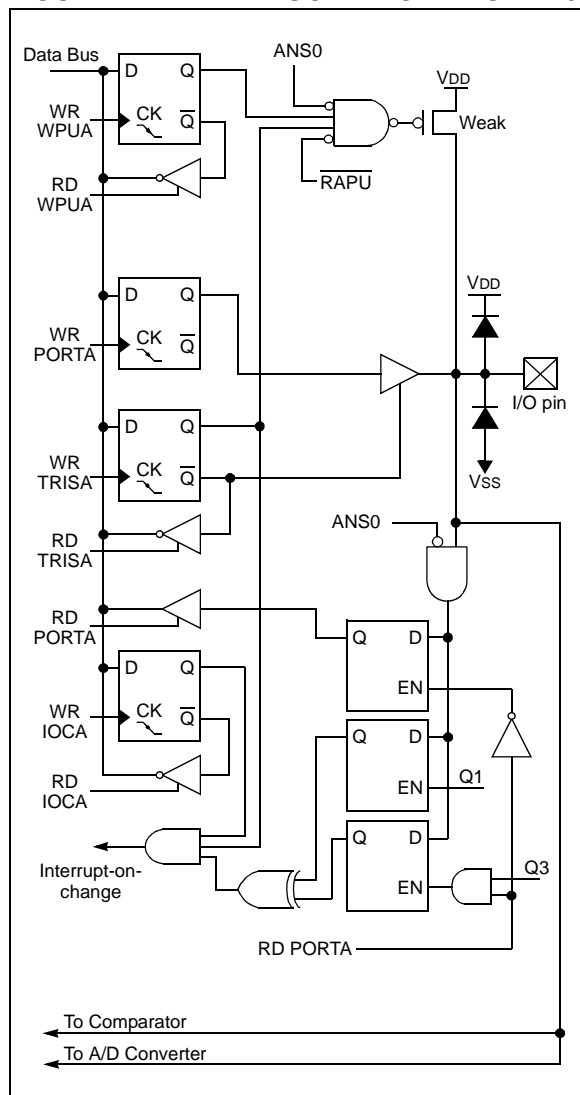 Data Bus
D
Q
WR
WPUA
CK
Q
RD
WPUA
ANS0
RAPU
VDD
Weak
D
Q
WR
PORTA
CK
Q
VDD
I/O pin
VSS
D
Q
WR
TRISA
CK
Q
RD
TRISA
ANS0
RD
PORTA
Q
D
EN
D
Q
WR
IOCA
CK
Q
RD
IOCA
Q
D
EN
Q1
Q
D
EN
Q3
Interrupt-on-
change
RD PORTA
To Comparator
To A/D Converter